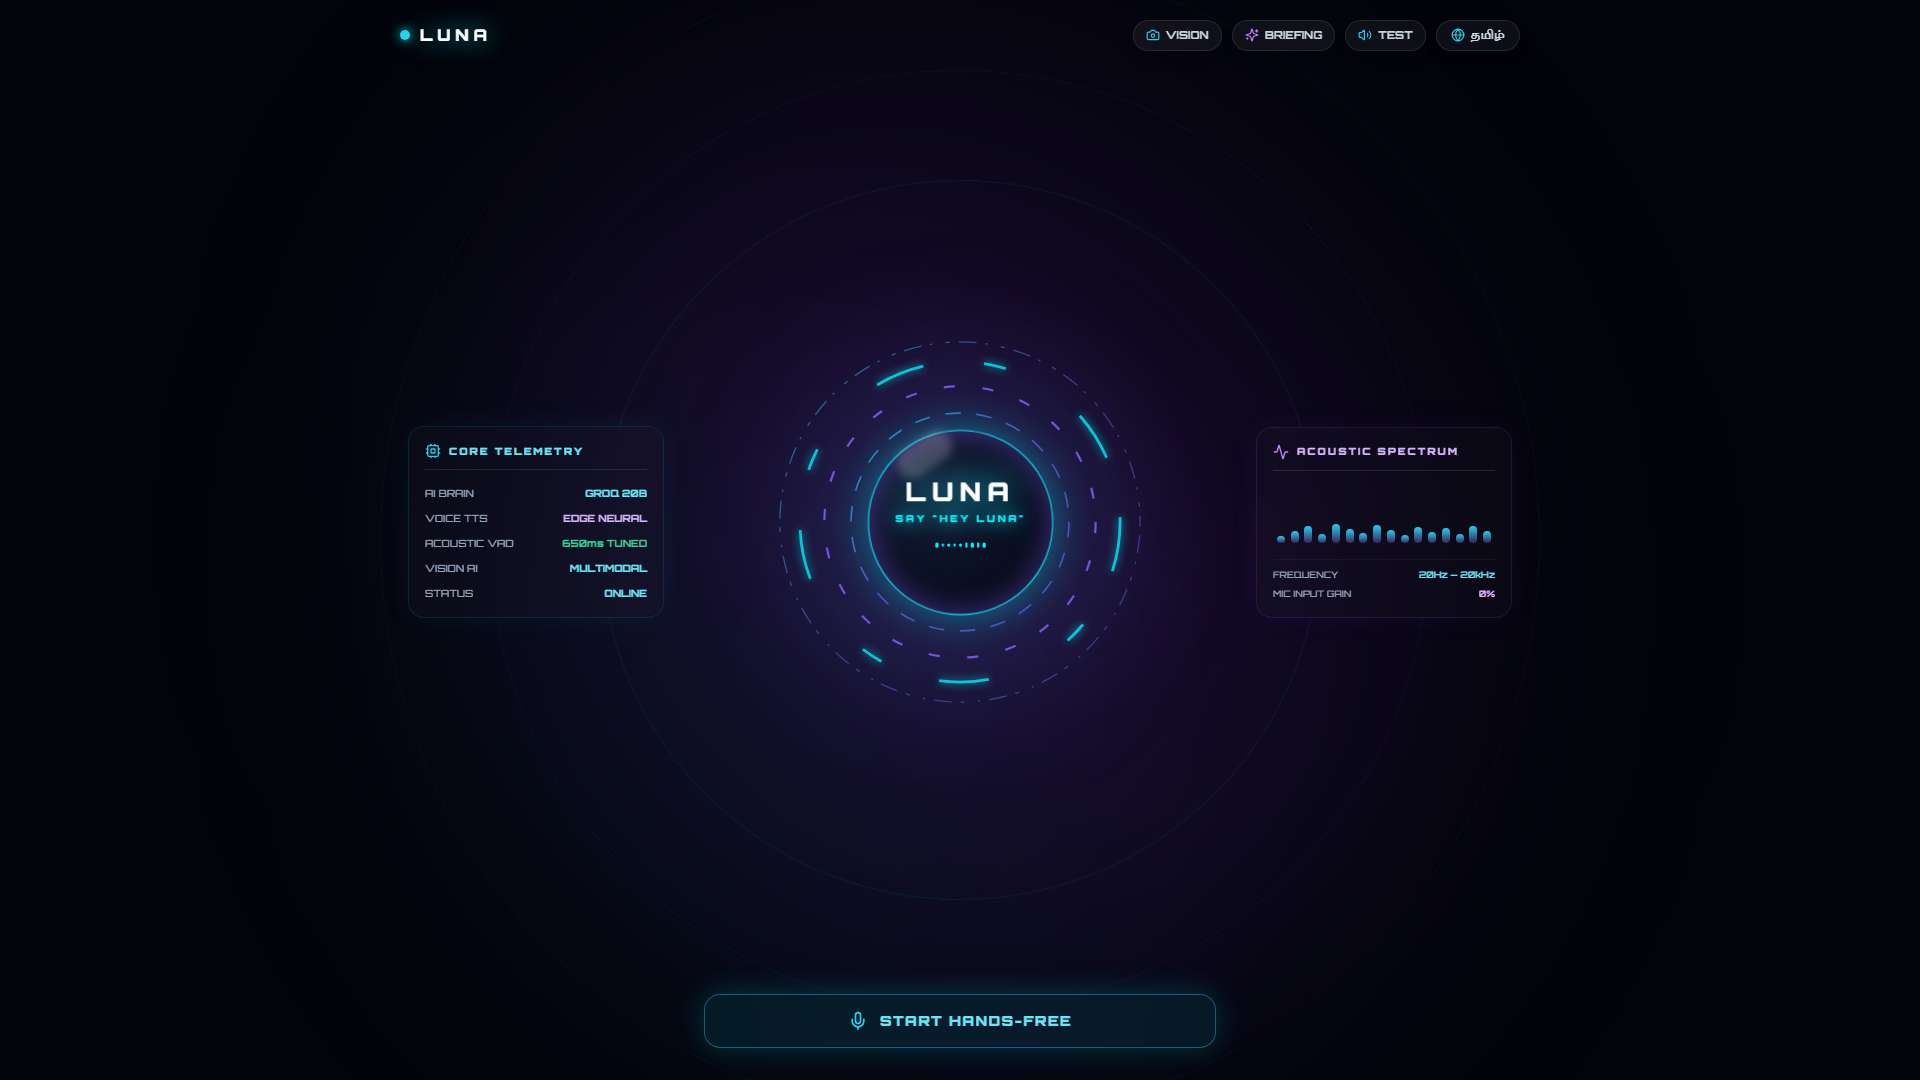 LUNA
VISION
BRIEFING
TEST
தமிழ்
CORE TELEMETRY
AI BRAIN GROQ 20B
VOICE TTS EDGE NEURAL
ACOUSTIC VAD 650ms TUNED
VISION AI MULTIMODAL
STATUS ONLINE
LUNA
SAY "HEY LUNA"
ACOUSTIC SPECTRUM
FREQUENCY 20Hz – 20kHz
MIC INPUT GAIN 0%
START HANDS-FREE